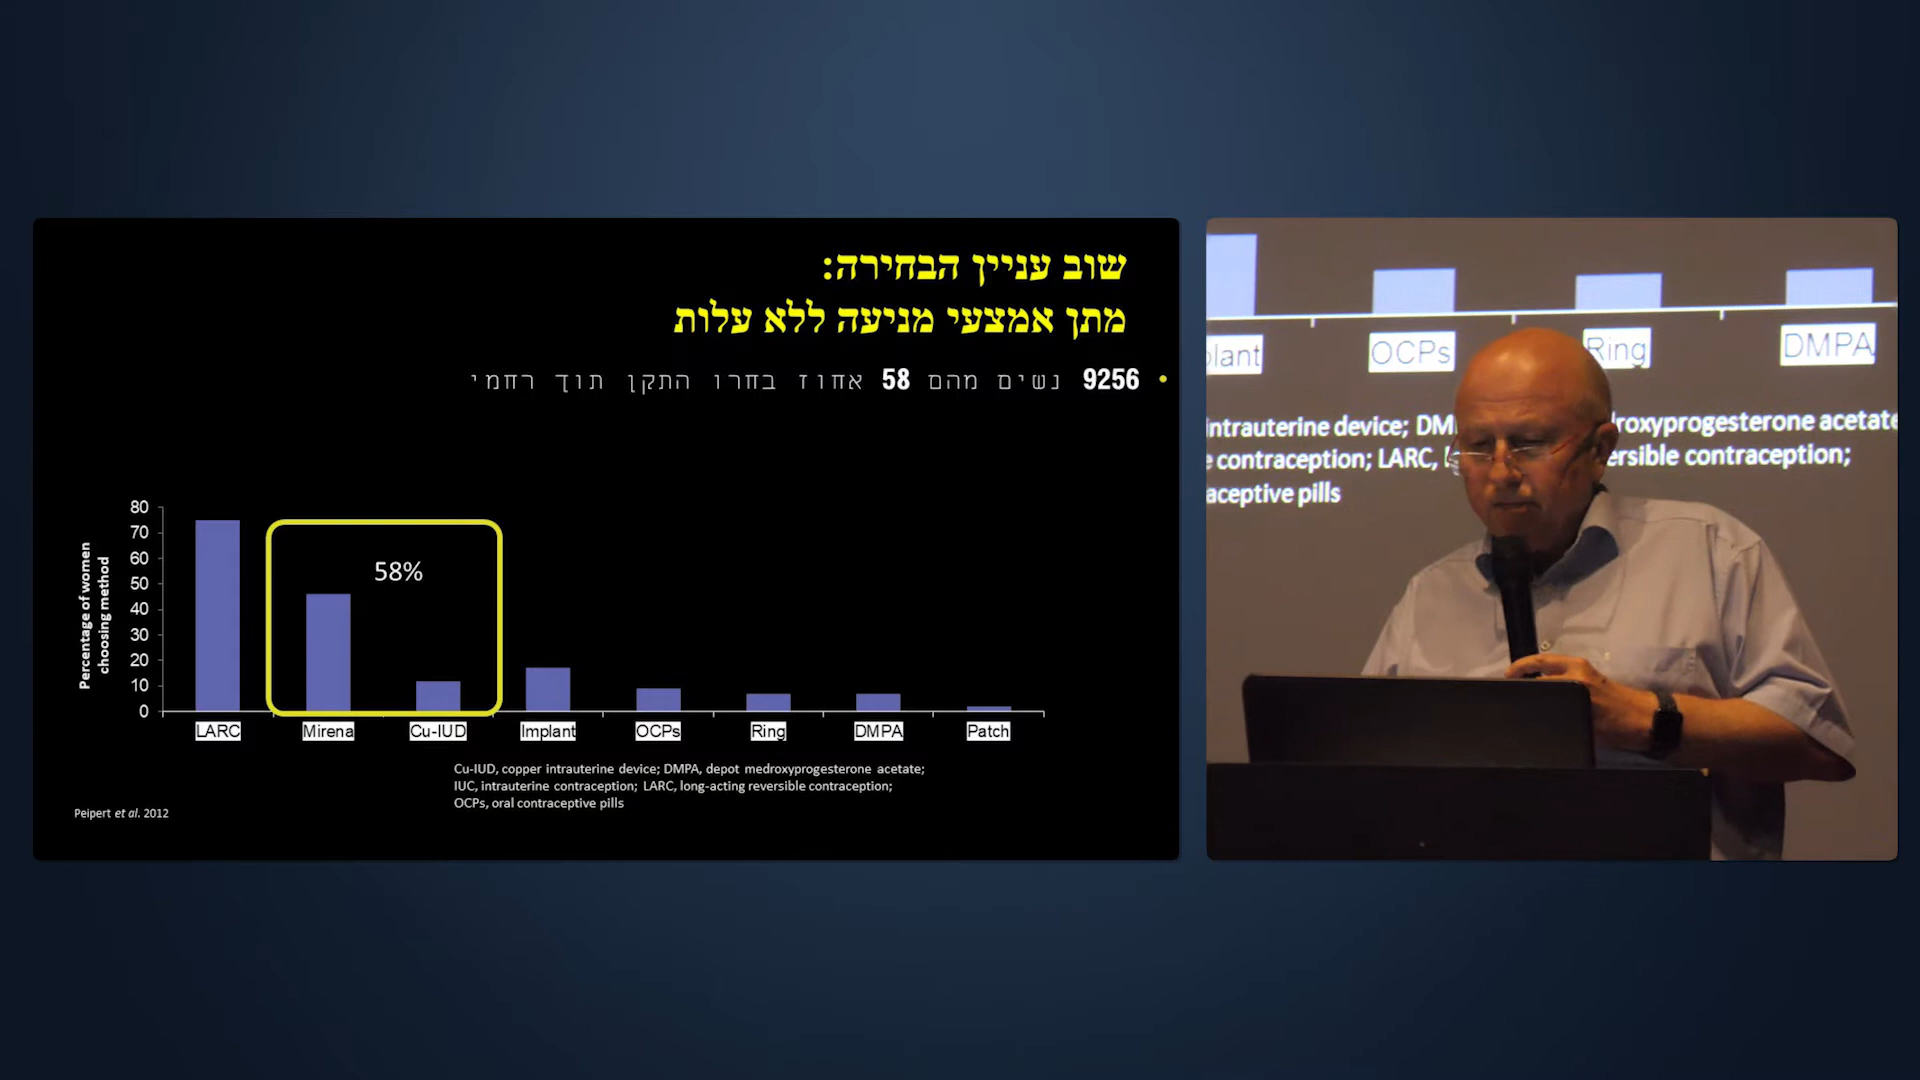 שוב עניין הבחירה:
מתן אמצעי מניעה ללא עלות
• 9256 נשים מהם 58 אחוז בחרו התקן תוך רחמי
Percentage of women
choosing method
80
70
60
50
40
30
20
10
0
58%
LARC Mirena Cu-IUD Implant OCPs Ring DMPA Patch
Cu-IUD, copper intrauterine device; DMPA, depot medroxyprogesterone acetate;
IUC, intrauterine contraception; LARC, long-acting reversible contraception;
OCPs, oral contraceptive pills
Peipert et al. 2012
plant OCPs Ring DMPA
intrauterine device; DM roxyprogesterone acetate
e contraception; LARC, ersible contraception;
aceptive pills